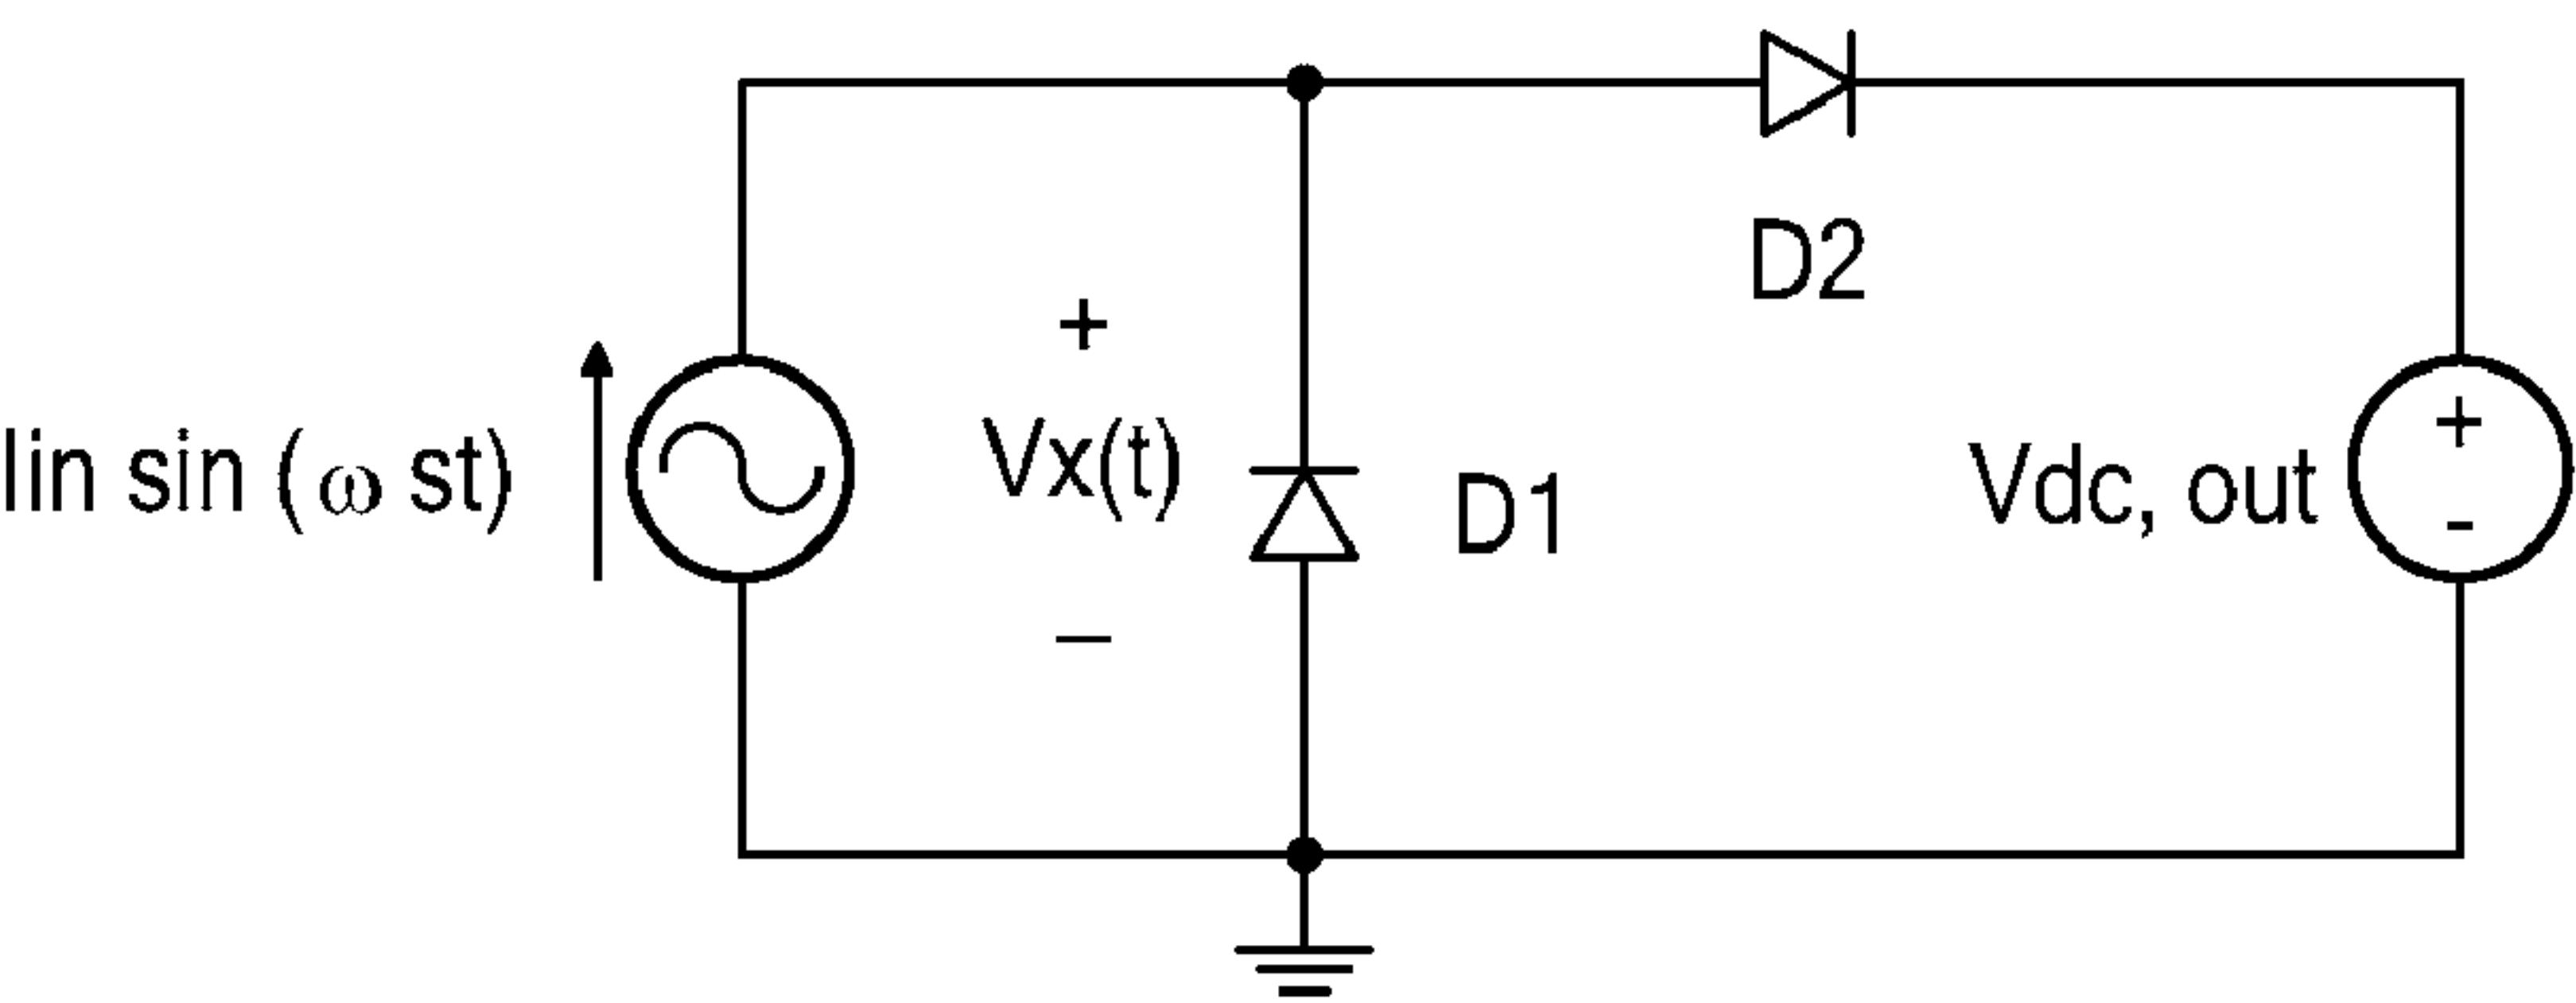 D2
+
Iin sin (ω st)
Vx(t)
D1
Vdc, out
+
-
–